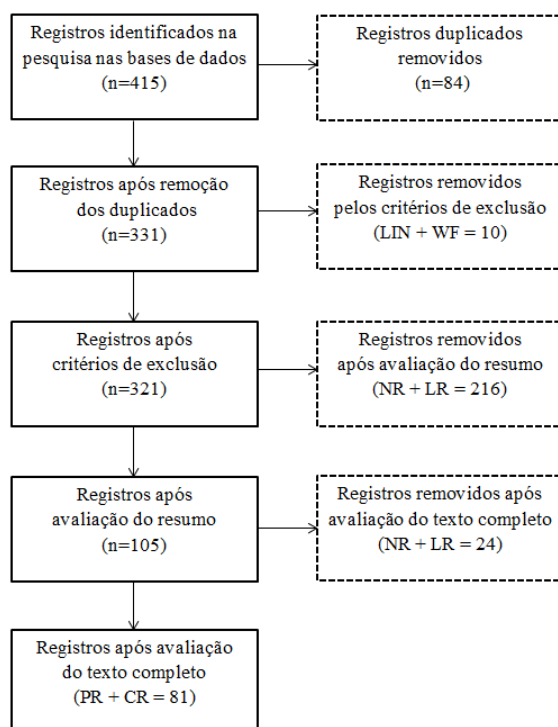 Registros identificados na
pesquisa nas bases de dados
(n=415)
Registros duplicados
removidos
(n=84)
Registros após remoção
dos duplicados
(n=331)
Registros removidos
pelos critérios de exclusão
(LIN + WF = 10)
Registros após
critérios de exclusão
(n=321)
Registros removidos
após avaliação do resumo
(NR + LR = 216)
Registros após
avaliação do resumo
(n=105)
Registros removidos após
avaliação do texto completo
(NR + LR = 24)
Registros após avaliação
do texto completo
(PR + CR = 81)